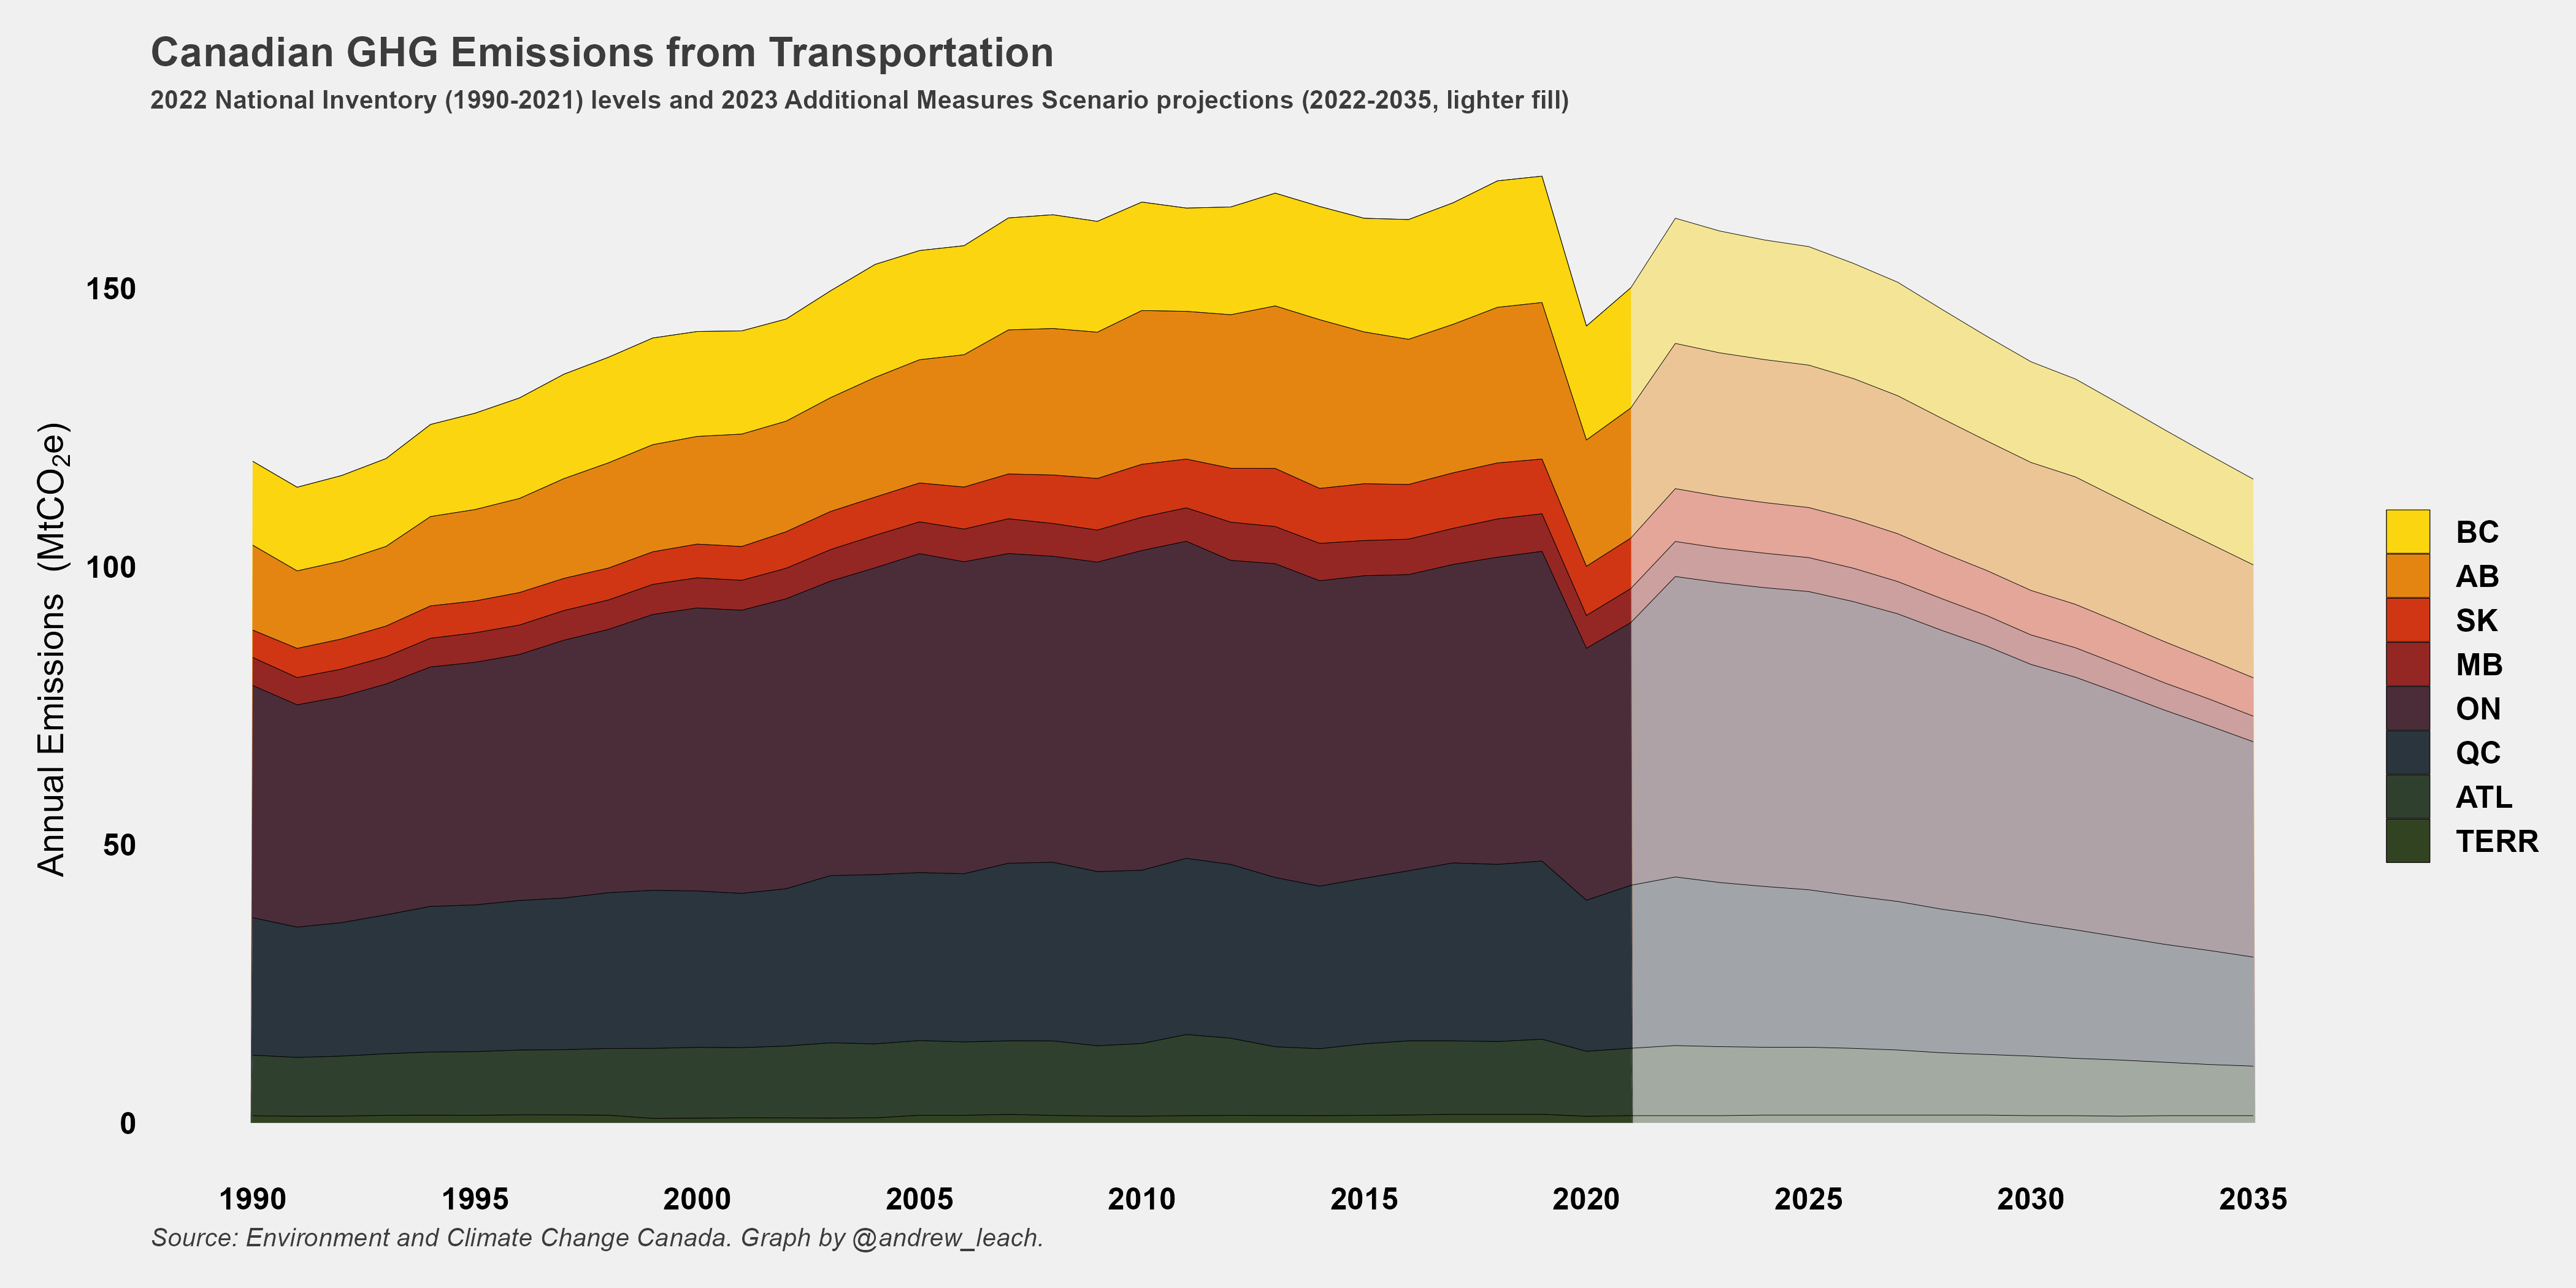 Canadian GHG Emissions from Transportation
2022 National Inventory (1990-2021) levels and 2023 Additional Measures Scenario projections (2022-2035, lighter fill)
Annual Emissions (MtCO₂e)
150
100
50
0
BC
AB
SK
MB
ON
QC
ATL
TERR
1990 1995 2000 2005 2010 2015 2020 2025 2030 2035
Source: Environment and Climate Change Canada. Graph by @andrew_leach.